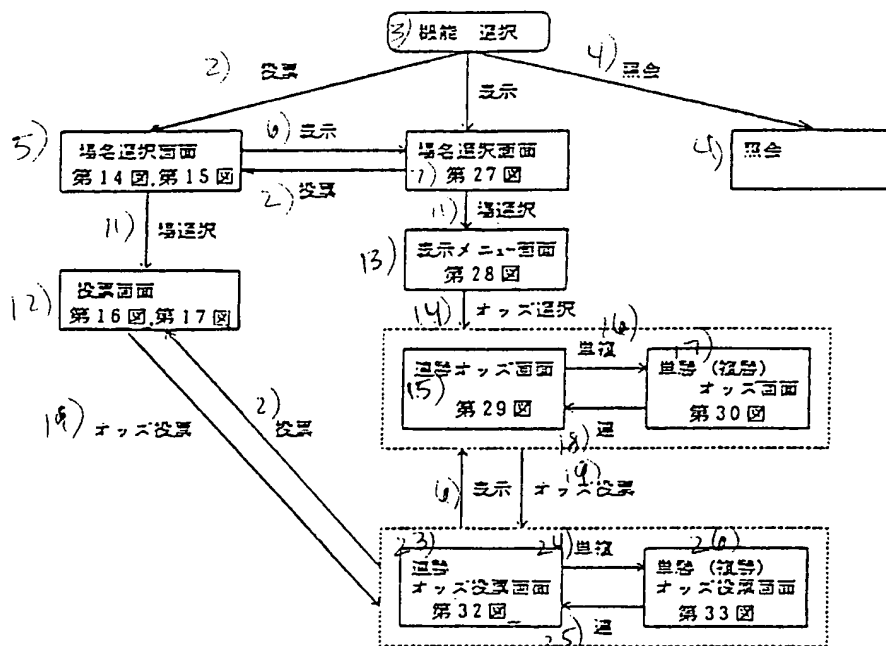 3) 機能 選択
2) 投票
表示
4) 照会
5) 場名選択画面
第14図,第15図
6) 表示
2) 投票
場名選択画面
7) 第27図
4) 照会
11) 場選択
11) 場選択
12) 投票画面
第16図,第17図
13) 表示メニュー画面
第28図
14) オッズ選択
連勝オッズ画面
15) 第29図
16) 単複
18) 連
17) 単勝(複勝)
オッズ画面
第30図
19) オッズ投票
2) 投票
6) 表示
19) オッズ投票
23) 連勝
オッズ投票画面
第32図
24) 単複
25) 連
26) 単勝(複勝)
オッズ投票画面
第33図